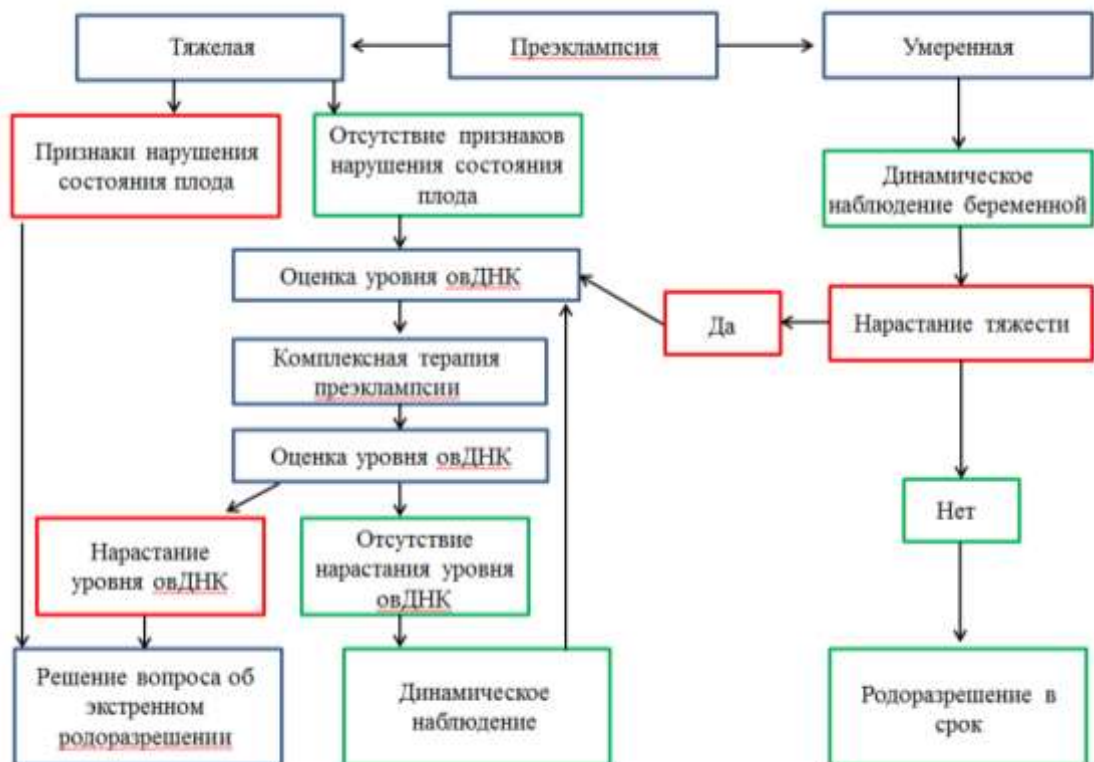 Тяжелая
Преэклампсия
Умеренная
Признаки нарушения
состояния плода
Отсутствие признаков
нарушения состояния
плода
Динамическое
наблюдение беременной
Оценка уровня овДНК
Да
Нарастание тяжести
Комплексная терапия
преэклампсии
Оценка уровня овДНК
Нет
Нарастание
уровня овДНК
Отсутствие
нарастания уровня
овДНК
Решение вопроса об
экстренном
родоразрешении
Динамическое
наблюдение
Родоразрешение в
срок